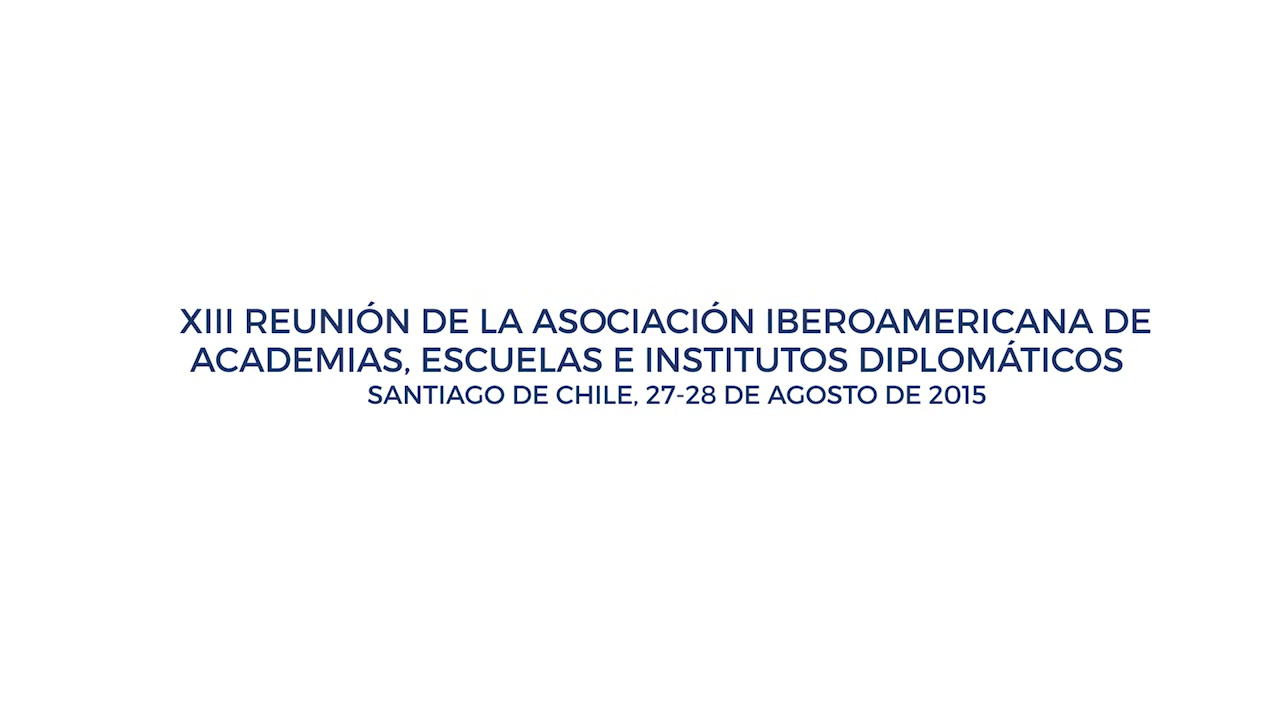 XIII REUNIÓN DE LA ASOCIACIÓN IBEROAMERICANA DE
ACADEMIAS, ESCUELAS E INSTITUTOS DIPLOMÁTICOS
SANTIAGO DE CHILE, 27-28 DE AGOSTO DE 2015